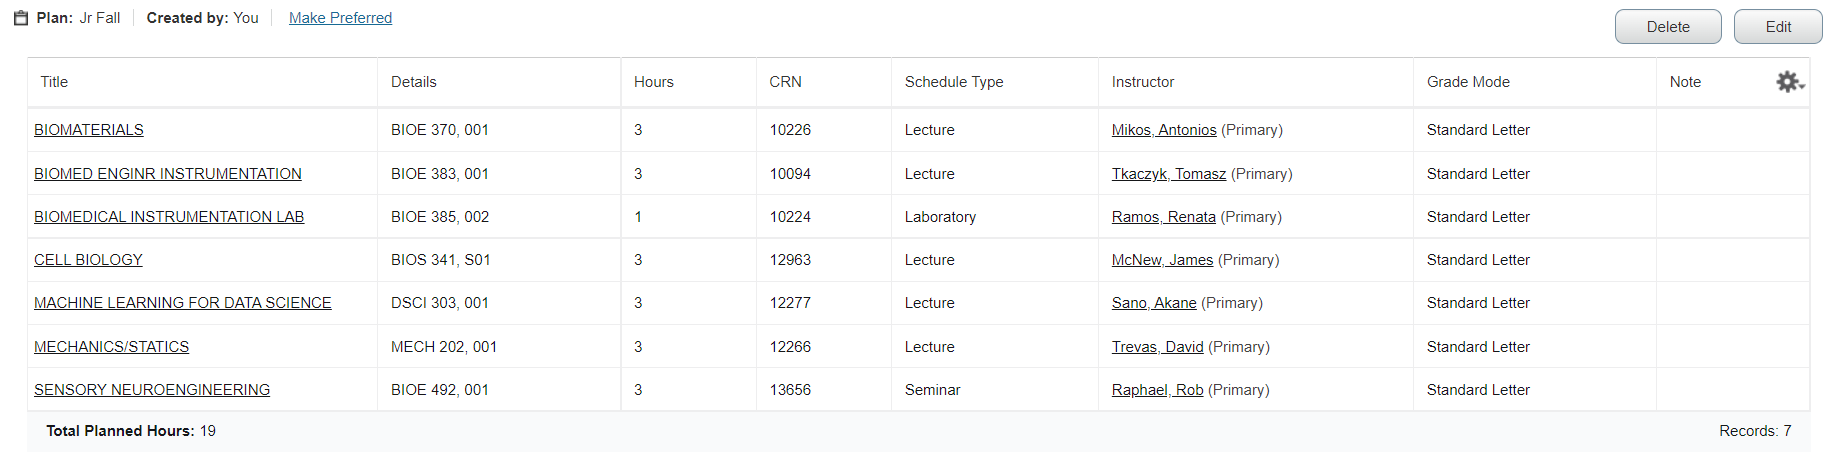 Plan: Jr Fall Created by: You Make Preferred
Delete Edit
Title Details Hours CRN Schedule Type Instructor Grade Mode Note
BIOMATERIALS BIOE 370, 001 3 10226 Lecture Mikos, Antonios (Primary) Standard Letter
BIOMED ENGINR INSTRUMENTATION BIOE 383, 001 3 10094 Lecture Tkaczyk, Tomasz (Primary) Standard Letter
BIOMEDICAL INSTRUMENTATION LAB BIOE 385, 002 1 10224 Laboratory Ramos, Renata (Primary) Standard Letter
CELL BIOLOGY BIOS 341, S01 3 12963 Lecture McNew, James (Primary) Standard Letter
MACHINE LEARNING FOR DATA SCIENCE DSCI 303, 001 3 12277 Lecture Sano, Akane (Primary) Standard Letter
MECHANICS/STATICS MECH 202, 001 3 12266 Lecture Trevas, David (Primary) Standard Letter
SENSORY NEUROENGINEERING BIOE 492, 001 3 13656 Seminar Raphael, Rob (Primary) Standard Letter
Total Planned Hours: 19 Records: 7